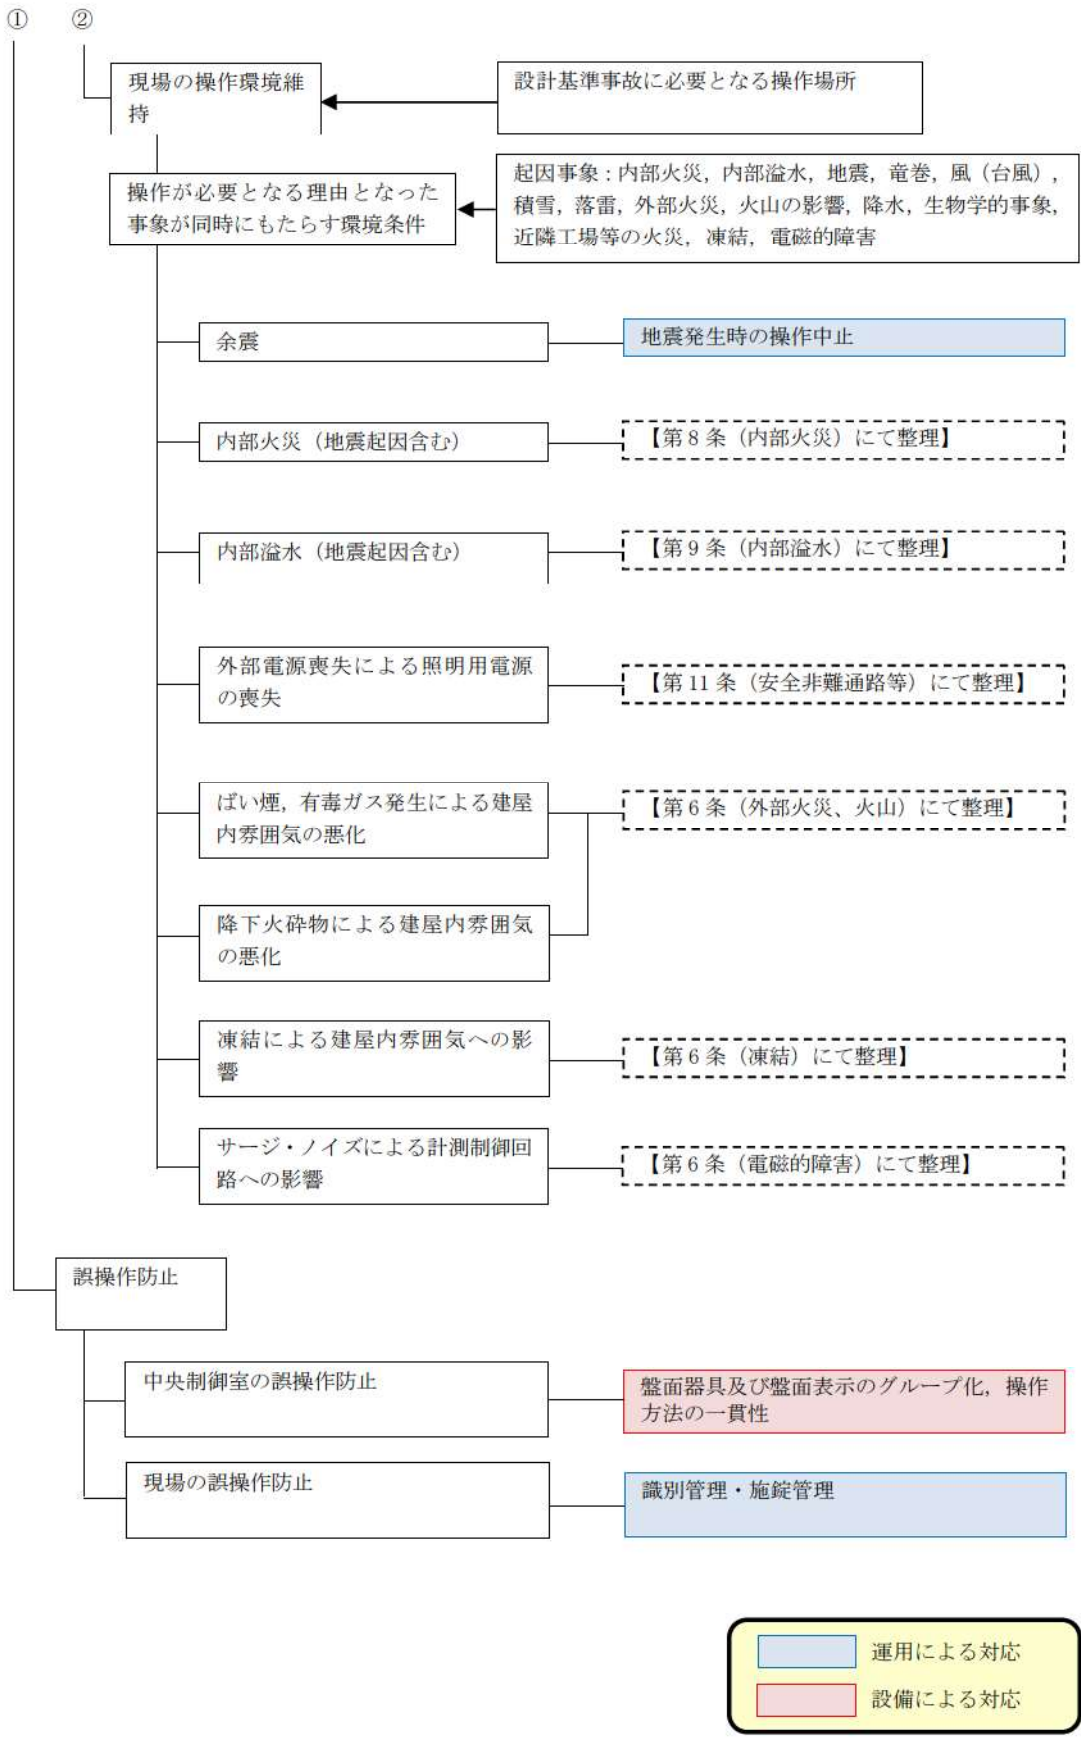 ① ②
現場の操作環境維
持
設計基準事故に必要となる操作場所
操作が必要となる理由となった
事象が同時にもたらす環境条件
起因事象：内部火災，内部溢水，地震，竜巻，風（台風），
積雪，落雷，外部火災，火山の影響，降水，生物学的事象，
近隣工場等の火災，凍結，電磁的障害
余震
地震発生時の操作中止
内部火災（地震起因含む）
【第8条（内部火災）にて整理】
内部溢水（地震起因含む）
【第9条（内部溢水）にて整理】
外部電源喪失による照明用電源
の喪失
【第11条（安全非難通路等）にて整理】
ばい煙，有毒ガス発生による建屋
内雰囲気の悪化
【第6条（外部火災、火山）にて整理】
降下火砕物による建屋内雰囲気
の悪化
凍結による建屋内雰囲気への影
響
【第6条（凍結）にて整理】
サージ・ノイズによる計測制御回
路への影響
【第6条（電磁的障害）にて整理】
誤操作防止
中央制御室の誤操作防止
盤面器具及び盤面表示のグループ化，操作
方法の一貫性
現場の誤操作防止
識別管理・施錠管理
運用による対応
設備による対応